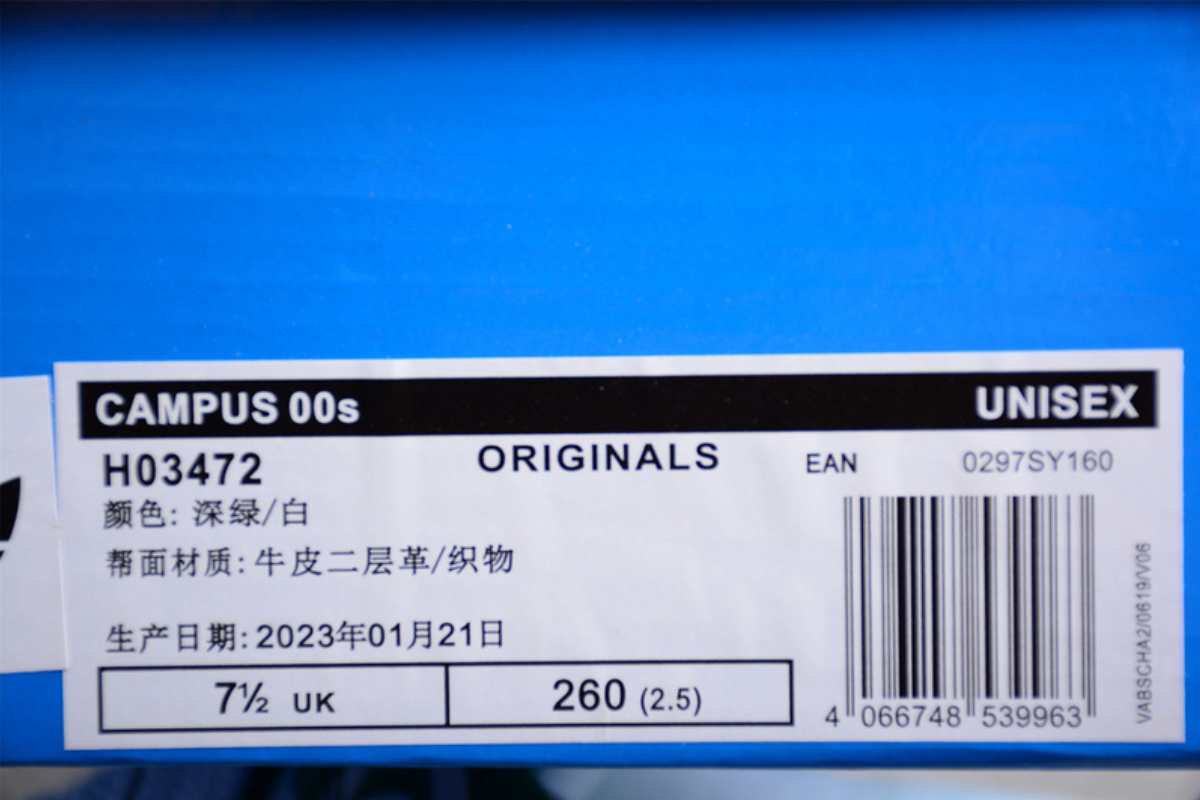 CAMPUS 00s UNISEX
H03472 ORIGINALS EAN 0297SY160
颜色: 深绿/白
帮面材质: 牛皮二层革/织物
生产日期: 2023年01月21日
7½ UK 260 (2.5)
4 066748 539963
VABSCHA2/0619/V06